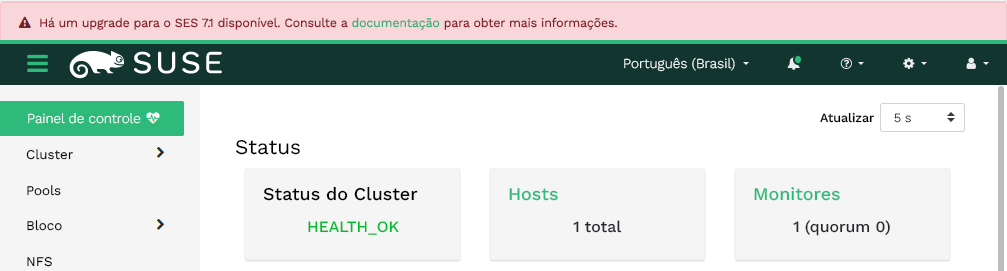 Há um upgrade para o SES 7.1 disponível. Consulte a documentação para obter mais informações.
SUSE
Português (Brasil)
Painel de controle
Atualizar 5 s
Cluster
Status
Pools
Status do Cluster
Hosts
Monitores
Bloco
HEALTH_OK
1 total
1 (quorum 0)
NFS